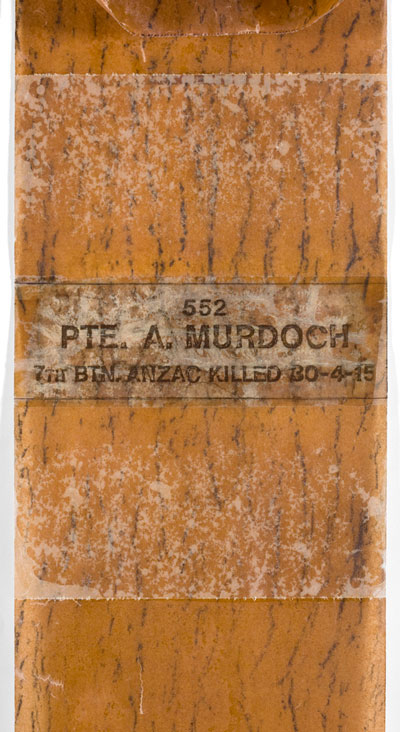 552
PTE. A. MURDOCH.
7TH BTN. ANZAC KILLED 30-4-15